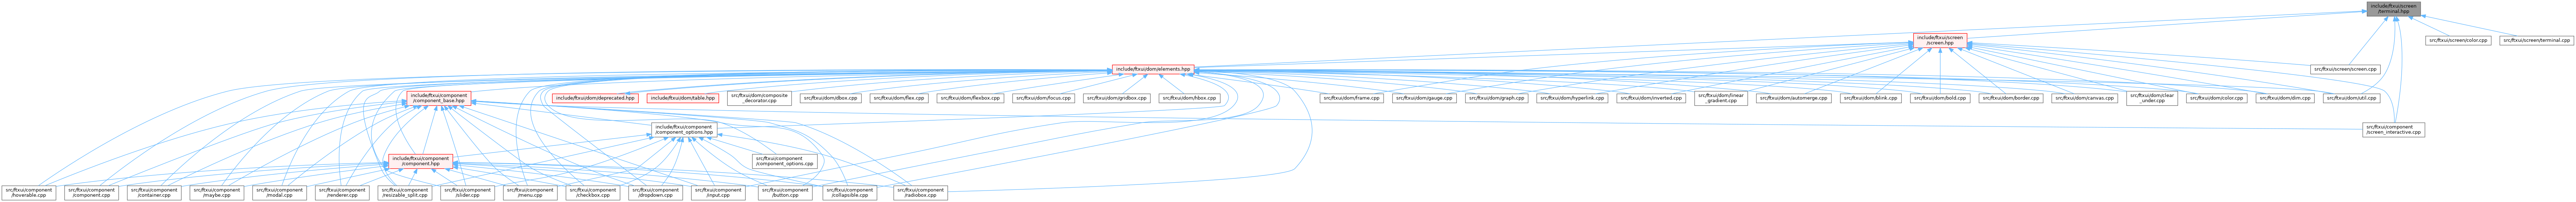 include/ftxui/screen
/terminal.hpp
include/ftxui/screen
/screen.hpp
src/ftxui/screen/color.cpp
src/ftxui/screen/terminal.cpp
include/ftxui/dom/elements.hpp
src/ftxui/screen/screen.cpp
include/ftxui/component
/component_base.hpp
include/ftxui/dom/deprecated.hpp
include/ftxui/dom/table.hpp
src/ftxui/dom/composite
_decorator.cpp
src/ftxui/dom/dbox.cpp
src/ftxui/dom/flex.cpp
src/ftxui/dom/flexbox.cpp
src/ftxui/dom/focus.cpp
src/ftxui/dom/gridbox.cpp
src/ftxui/dom/hbox.cpp
src/ftxui/dom/frame.cpp
src/ftxui/dom/gauge.cpp
src/ftxui/dom/graph.cpp
src/ftxui/dom/hyperlink.cpp
src/ftxui/dom/inverted.cpp
src/ftxui/dom/linear
_gradient.cpp
src/ftxui/dom/automerge.cpp
src/ftxui/dom/blink.cpp
src/ftxui/dom/bold.cpp
src/ftxui/dom/border.cpp
src/ftxui/dom/canvas.cpp
src/ftxui/dom/clear
_under.cpp
src/ftxui/dom/color.cpp
src/ftxui/dom/dim.cpp
src/ftxui/dom/util.cpp
include/ftxui/component
/component_options.hpp
src/ftxui/component
/screen_interactive.cpp
include/ftxui/component
/component.hpp
src/ftxui/component
/component_options.cpp
src/ftxui/component
/hoverable.cpp
src/ftxui/component
/component.cpp
src/ftxui/component
/container.cpp
src/ftxui/component
/maybe.cpp
src/ftxui/component
/modal.cpp
src/ftxui/component
/renderer.cpp
src/ftxui/component
/resizable_split.cpp
src/ftxui/component
/slider.cpp
src/ftxui/component
/menu.cpp
src/ftxui/component
/checkbox.cpp
src/ftxui/component
/dropdown.cpp
src/ftxui/component
/input.cpp
src/ftxui/component
/button.cpp
src/ftxui/component
/collapsible.cpp
src/ftxui/component
/radiobox.cpp